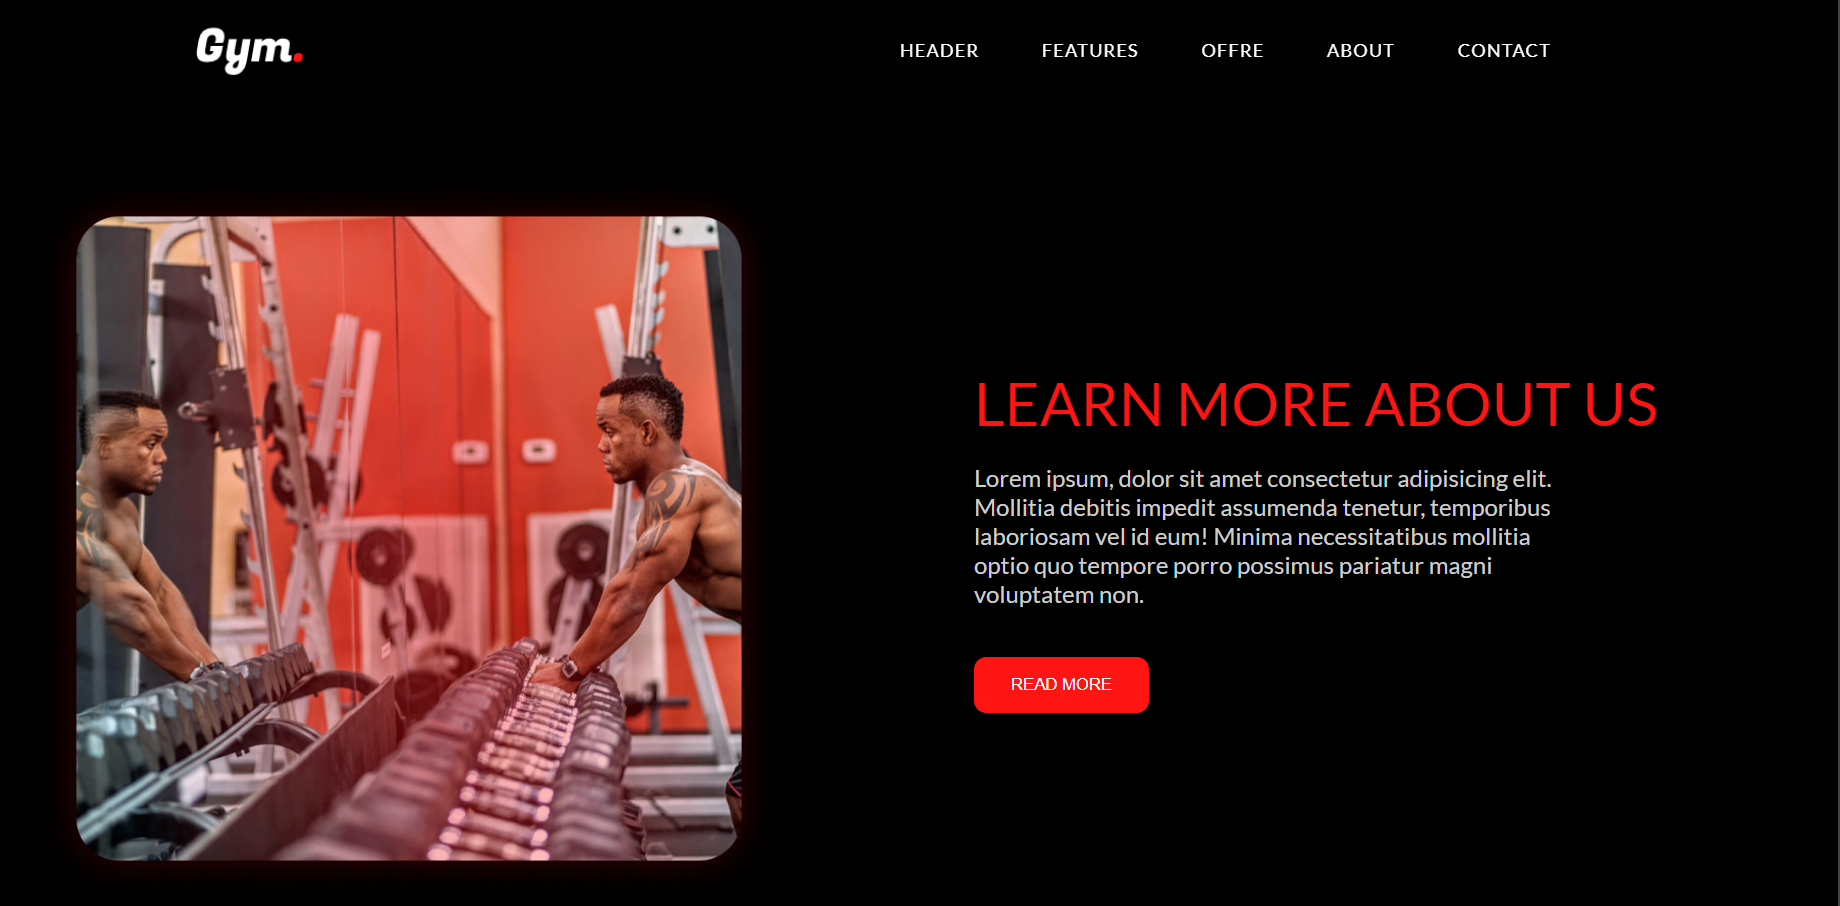 Gym.
HEADER FEATURES OFFRE ABOUT CONTACT
LEARN MORE ABOUT US
Lorem ipsum, dolor sit amet consectetur adipisicing elit.
Mollitia debitis impedit assumenda tenetur, temporibus
laboriosam vel id eum! Minima necessitatibus mollitia
optio quo tempore porro possimus pariatur magni
voluptatem non.
READ MORE